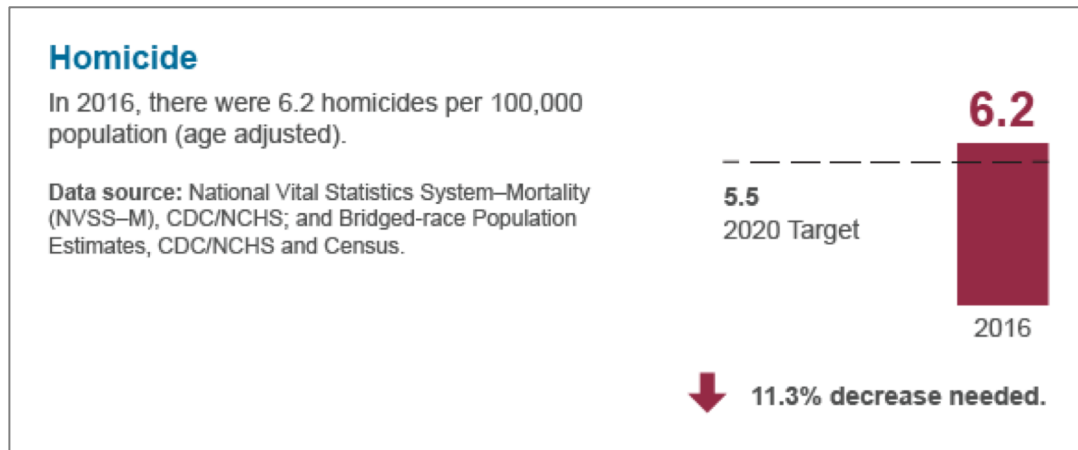 Homicide
In 2016, there were 6.2 homicides per 100,000
population (age adjusted).
Data source: National Vital Statistics System–Mortality
(NVSS–M), CDC/NCHS; and Bridged-race Population
Estimates, CDC/NCHS and Census.
6.2
5.5
2020 Target
2016
11.3% decrease needed.